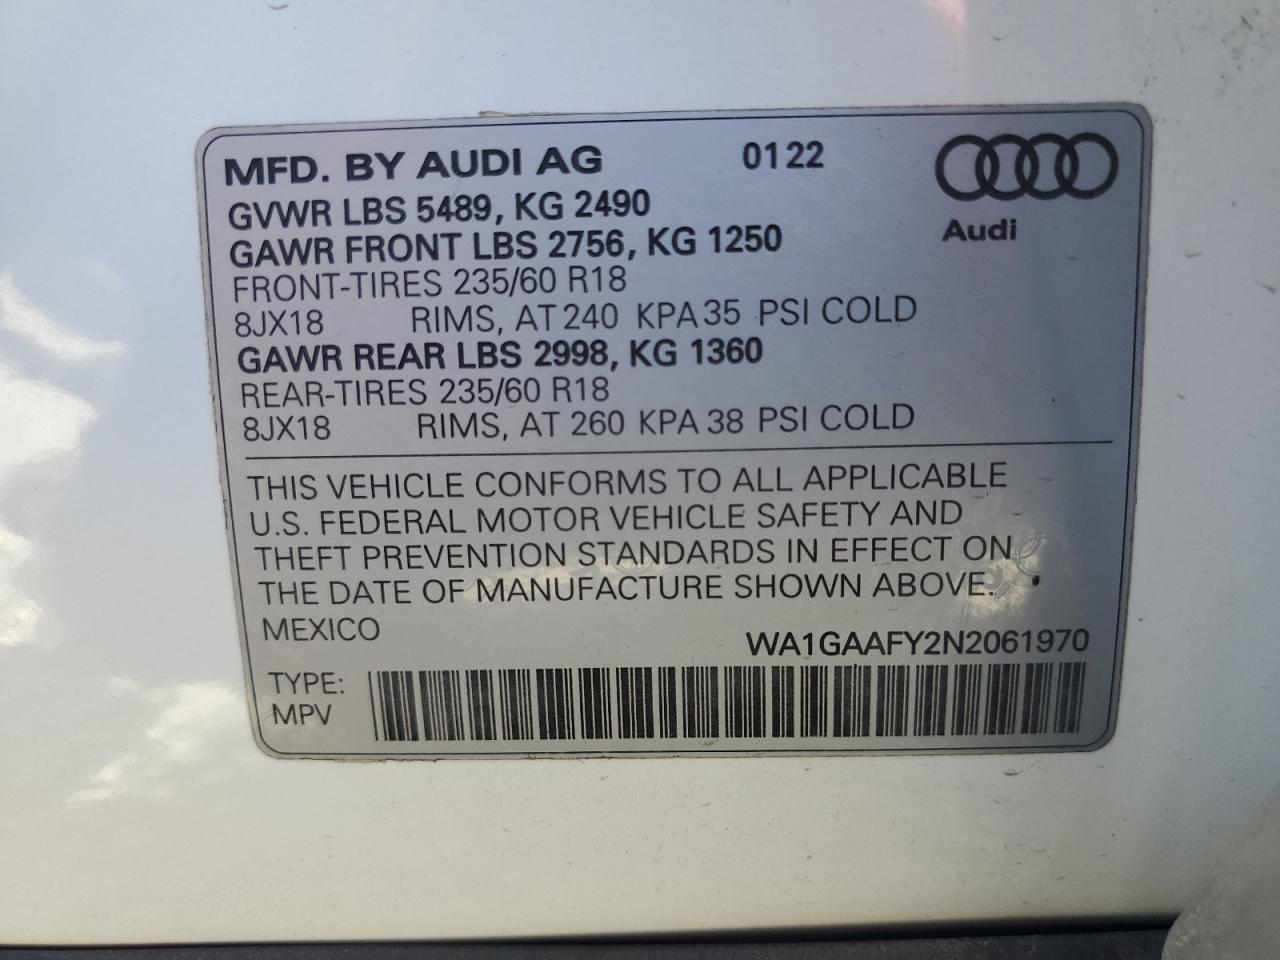 MFD. BY AUDI AG 0122
GVWR LBS 5489, KG 2490
Audi
GAWR FRONT LBS 2756, KG 1250
FRONT-TIRES 235/60 R18
8JX18 RIMS, AT 240 KPA 35 PSI COLD
GAWR REAR LBS 2998, KG 1360
REAR-TIRES 235/60 R18
8JX18 RIMS, AT 260 KPA 38 PSI COLD
THIS VEHICLE CONFORMS TO ALL APPLICABLE
U.S. FEDERAL MOTOR VEHICLE SAFETY AND
THEFT PREVENTION STANDARDS IN EFFECT ON
THE DATE OF MANUFACTURE SHOWN ABOVE.
MEXICO WA1GAAFY2N2061970
TYPE:
MPV